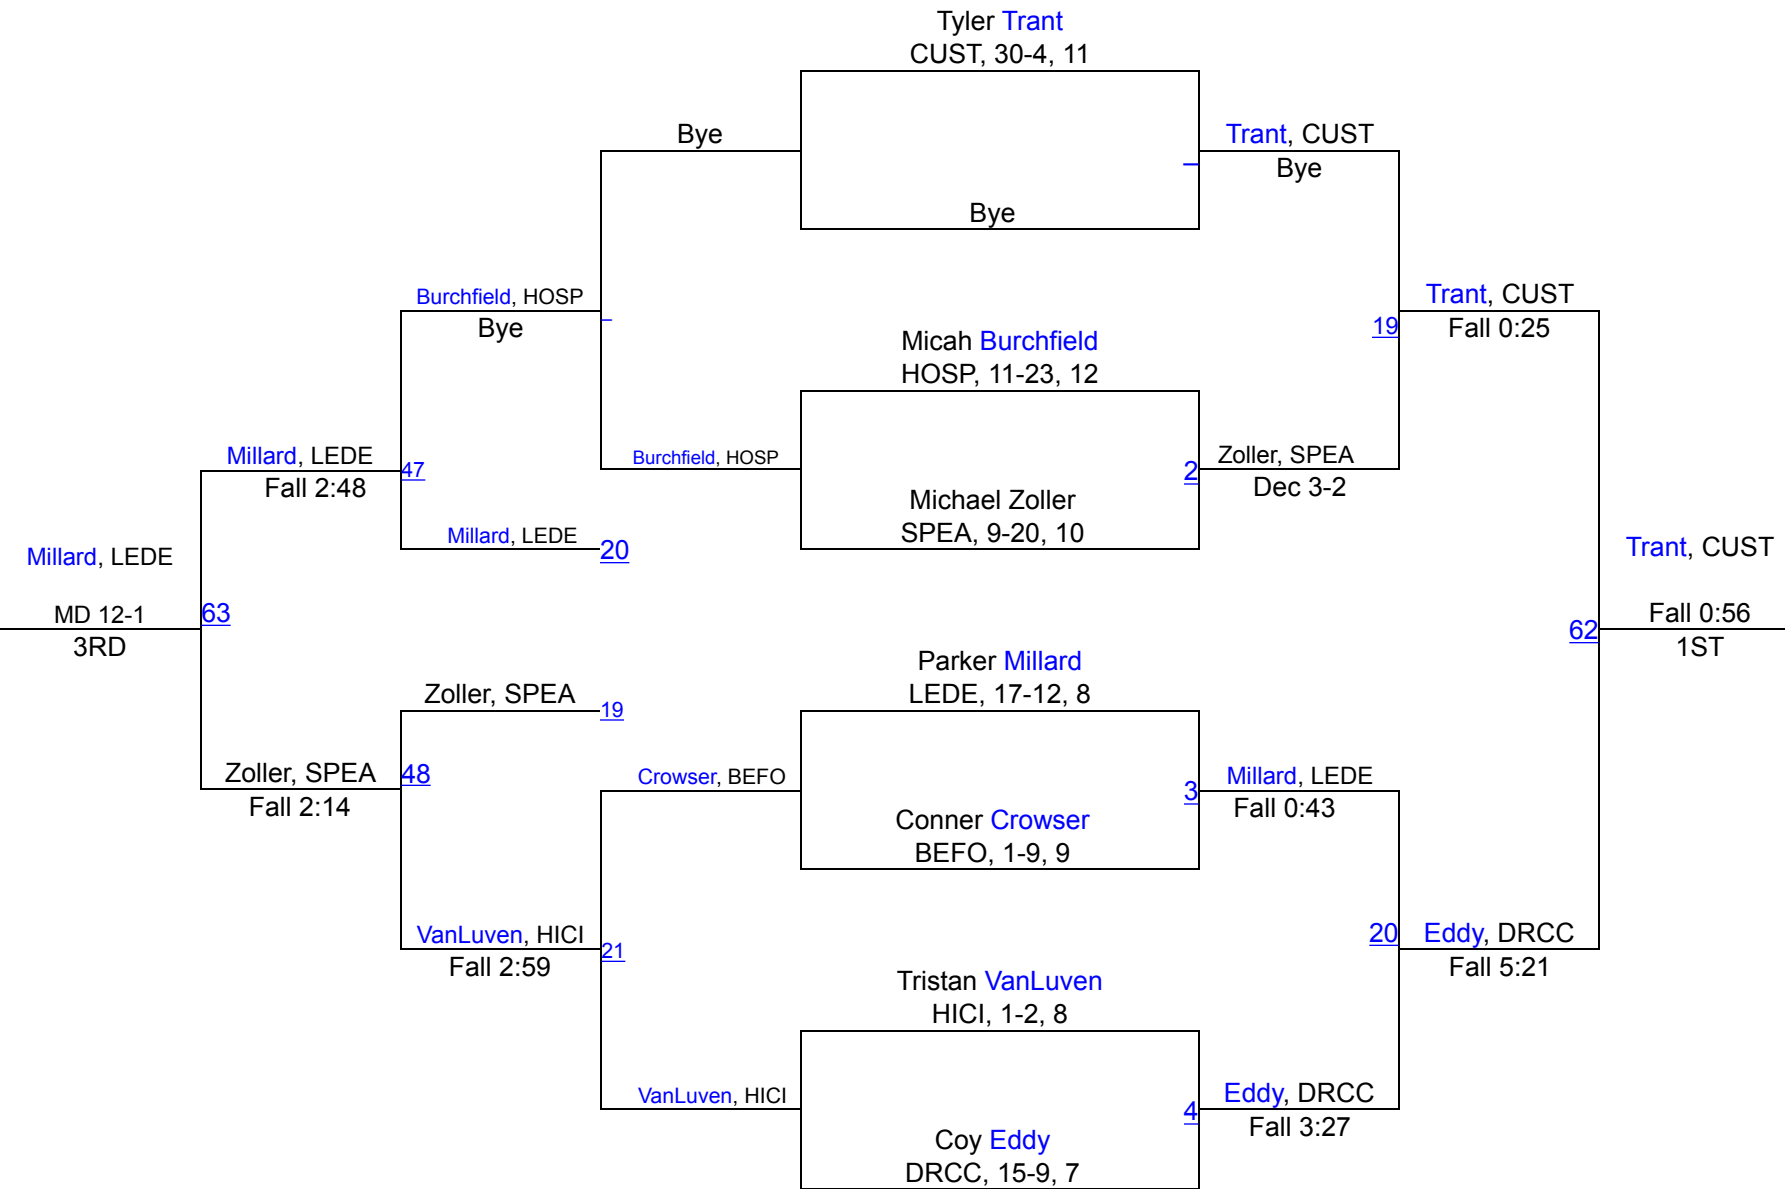 Tyler Trant
CUST, 30-4, 11
Bye
Trant, CUST
Bye
Bye
Burchfield, HOSP
Bye
Trant, CUST
19
Fall 0:25
Micah Burchfield
HOSP, 11-23, 12
Millard, LEDE
47
Fall 2:48
Burchfield, HOSP
2
Zoller, SPEA
Dec 3-2
Michael Zoller
SPEA, 9-20, 10
Millard, LEDE
20
Millard, LEDE
Trant, CUST
MD 12-1
63
3RD
Fall 0:56
62
1ST
Parker Millard
LEDE, 17-12, 8
Zoller, SPEA
19
Zoller, SPEA
48
Fall 2:14
Crowser, BEFO
3
Millard, LEDE
Fall 0:43
Conner Crowser
BEFO, 1-9, 9
VanLuven, HICI
21
Fall 2:59
20
Eddy, DRCC
Fall 5:21
Tristan VanLuven
HICI, 1-2, 8
VanLuven, HICI
4
Eddy, DRCC
Fall 3:27
Coy Eddy
DRCC, 15-9, 7